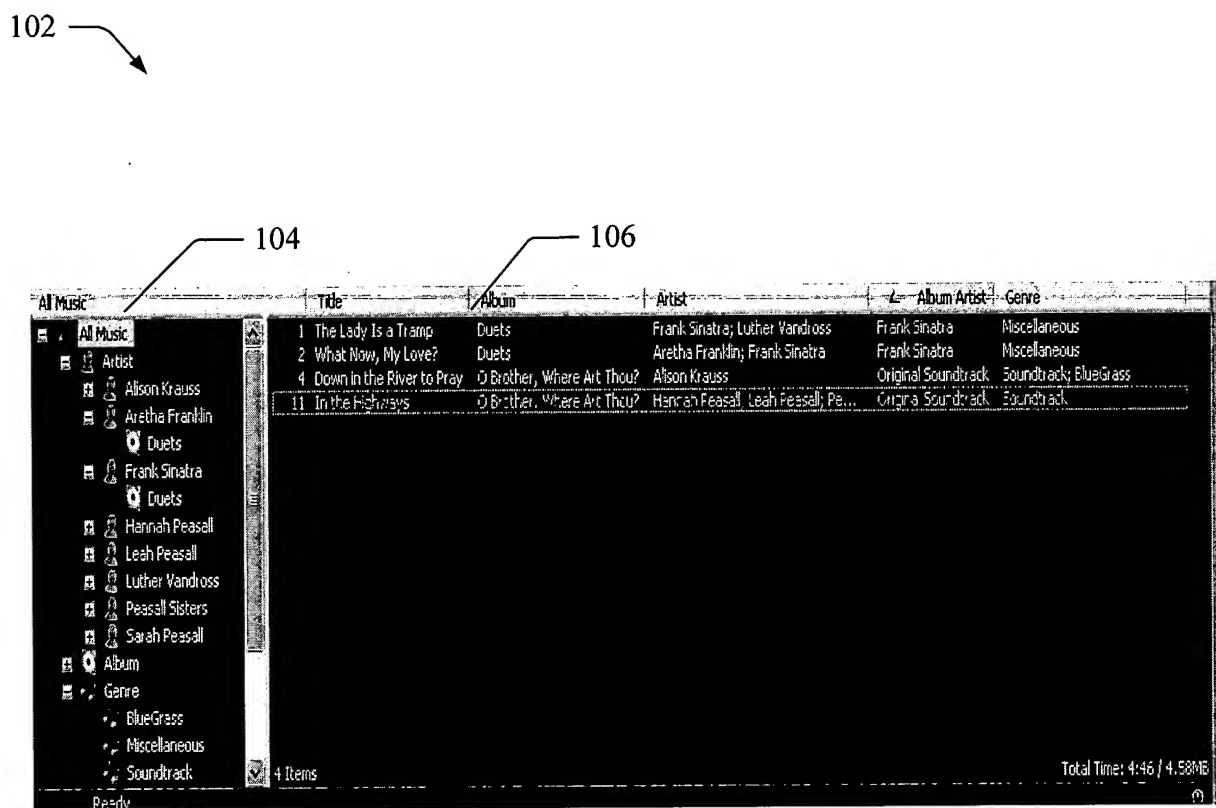 102
104
106
All Music
Title Album Artist Album Artist Genre
All Music
Artist
Alison Krauss
Aretha Franklin
Duets
Frank Sinatra
Duets
Hannah Peasall
Leah Peasall
Luther Vandross
Peasall Sisters
Sarah Peasall
Album
Genre
BlueGrass
Miscellaneous
Soundtrack
1 The Lady Is a Tramp Duets Frank Sinatra; Luther Vandross Frank Sinatra Miscellaneous
2 What Now, My Love? Duets Aretha Franklin; Frank Sinatra Frank Sinatra Miscellaneous
4 Down in the River to Pray O Brother, Where Art Thou? Alison Krauss Original Soundtrack Soundtrack; BlueGrass
11 In the Highways O Brother, Where Art Thou? Hannah Peasall; Leah Peasall; Pe... Original Soundtrack Soundtrack
4 Items Total Time: 4:46 / 4.58MB
Ready